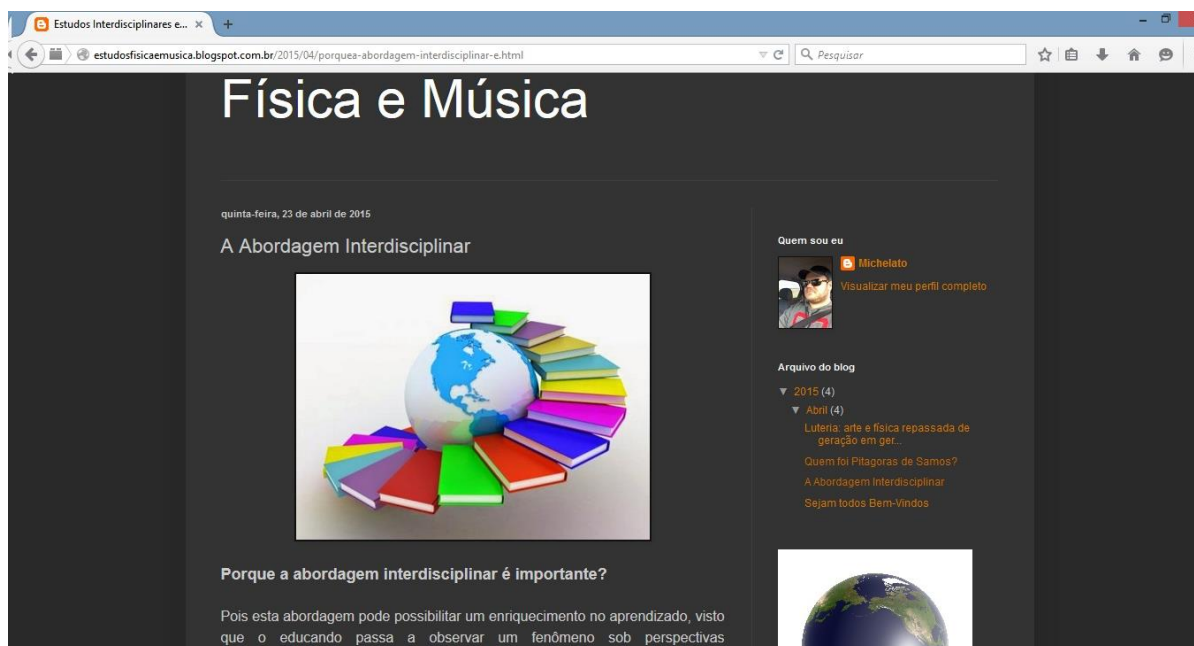 Estudos Interdisciplinares e...
estudosfisicaemusica.blogspot.com.br/2015/04/porquea-abordagem-interdisciplinar-e.html
Pesquisar
Física e Música
quinta-feira, 23 de abril de 2015
A Abordagem Interdisciplinar
Porque a abordagem interdisciplinar é importante?
Pois esta abordagem pode possibilitar um enriquecimento no aprendizado, visto
que o educando passa a observar um fenômeno sob perspectivas
Quem sou eu
Michelato
Visualizar meu perfil completo
Arquivo do blog
▼ 2015 (4)
▼ Abril (4)
Luteria: arte e física repassada de
geração em ger...
Quem foi Pitagoras de Samos?
A Abordagem Interdisciplinar
Sejam todos Bem-Vindos